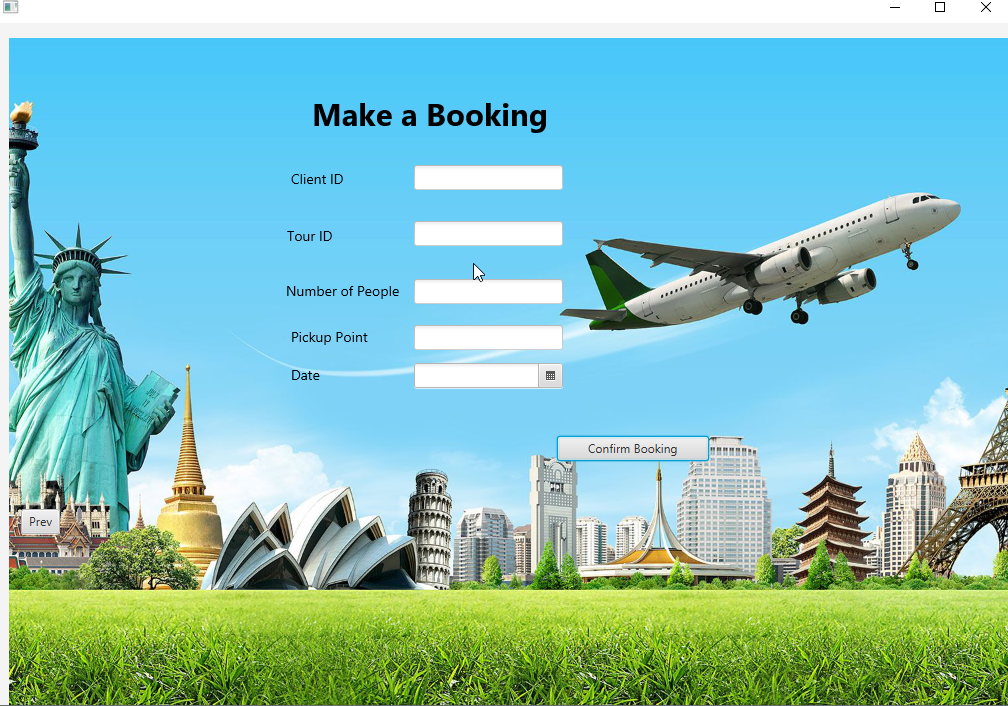 Make a Booking
Client ID
Tour ID
Number of People
Pickup Point
Date
Confirm Booking
Prev